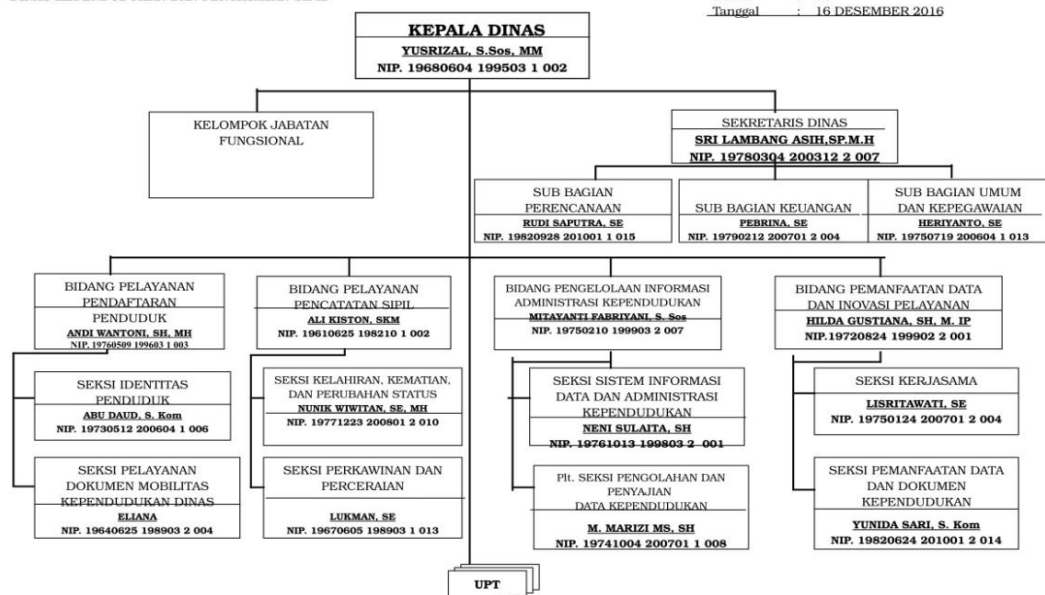 Tanggal : 16 DESEMBER 2016
KEPALA DINAS
YUSRIZAL, S.Sos, MM
NIP. 19680604 199503 1 002
KELOMPOK JABATAN
FUNGSIONAL
SEKRETARIS DINAS
SRI LAMBANG ASIH,SP.M.H
NIP. 19780304 200312 2 007
SUB BAGIAN
PERENCANAAN
RUDI SAPUTRA, SE
NIP. 19820928 201001 1 015
SUB BAGIAN KEUANGAN
PEBRINA, SE
NIP. 19790212 200701 2 004
SUB BAGIAN UMUM
DAN KEPEGAWAIAN
HERIYANTO, SE
NIP. 19750719 200604 1 013
BIDANG PELAYANAN
PENDAFTARAN
PENDUDUK
ANDI WANTONI, SH, MH
NIP. 19760509 199603 1 003
BIDANG PELAYANAN
PENCATATAN SIPIL
ALI KISTON, SKM
NIP. 19610625 198210 1 002
BIDANG PENGELOLAAN INFORMASI
ADMINISTRASI KEPENDUDUKAN
MITAYANTI FABRIYANI, S. Sos
NIP. 19750210 199903 2 007
BIDANG PEMANFAATAN DATA
DAN INOVASI PELAYANAN
HILDA GUSTIANA, SH, M. IP
NIP.19720824 199902 2 001
SEKSI IDENTITAS
PENDUDUK
ABU DAUD, S. Kom
NIP. 19730512 200604 1 006
SEKSI KELAHIRAN, KEMATIAN,
DAN PERUBAHAN STATUS
NUNIK WIWITAN, SE, MH
NIP. 19771223 200801 2 010
SEKSI SISTEM INFORMASI
DATA DAN ADMINISTRASI
KEPENDUDUKAN
NENI SULAITA, SH
NIP. 19761013 199803 2 001
SEKSI KERJASAMA
LISRITAWATI, SE
NIP. 19750124 200701 2 004
SEKSI PELAYANAN
DOKUMEN MOBILITAS
KEPENDUDUKAN DINAS
ELIANA
NIP. 19640625 198903 2 004
SEKSI PERKAWINAN DAN
PERCERAIAN
LUKMAN, SE
NIP. 19670605 198903 1 013
Plt. SEKSI PENGOLAHAN DAN
PENYAJIAN
DATA KEPENDUDUKAN
M. MARIZI MS, SH
NIP. 19741004 200701 1 008
SEKSI PEMANFAATAN DATA
DAN DOKUMEN
KEPENDUDUKAN
YUNIDA SARI, S. Kom
NIP. 19820624 201001 2 014
UPT